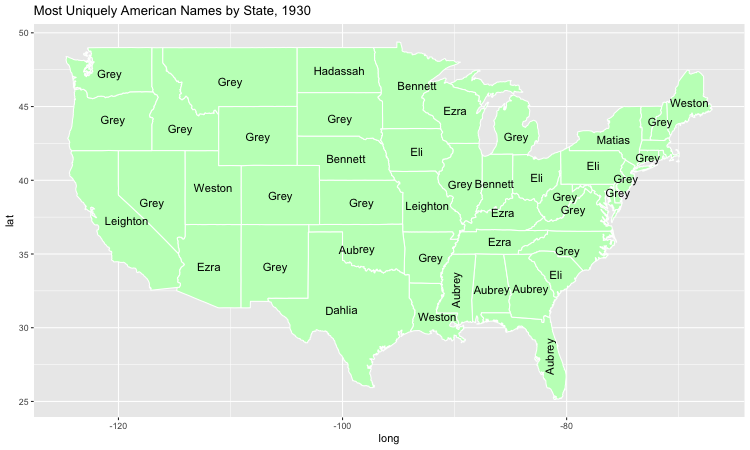 Most Uniquely American Names by State, 1930
50
45
40
35
30
25
lat
Grey
Grey
Hadassah
Bennett
Weston
Grey
Grey
Grey
Grey
Ezra
Grey
Matias
Grey
Grey
Bennett
Eli
Eli
Eli
Grey
Weston
Grey
Grey
Grey
Leighton
Grey
Bennett
Grey
Grey
Grey
Grey
Leighton
Ezra
Ezra
Grey
Ezra
Grey
Aubrey
Grey
Eli
Aubrey
Aubrey
Aubrey
Dahlia
Weston
Aubrey
-120
-100
-80
long